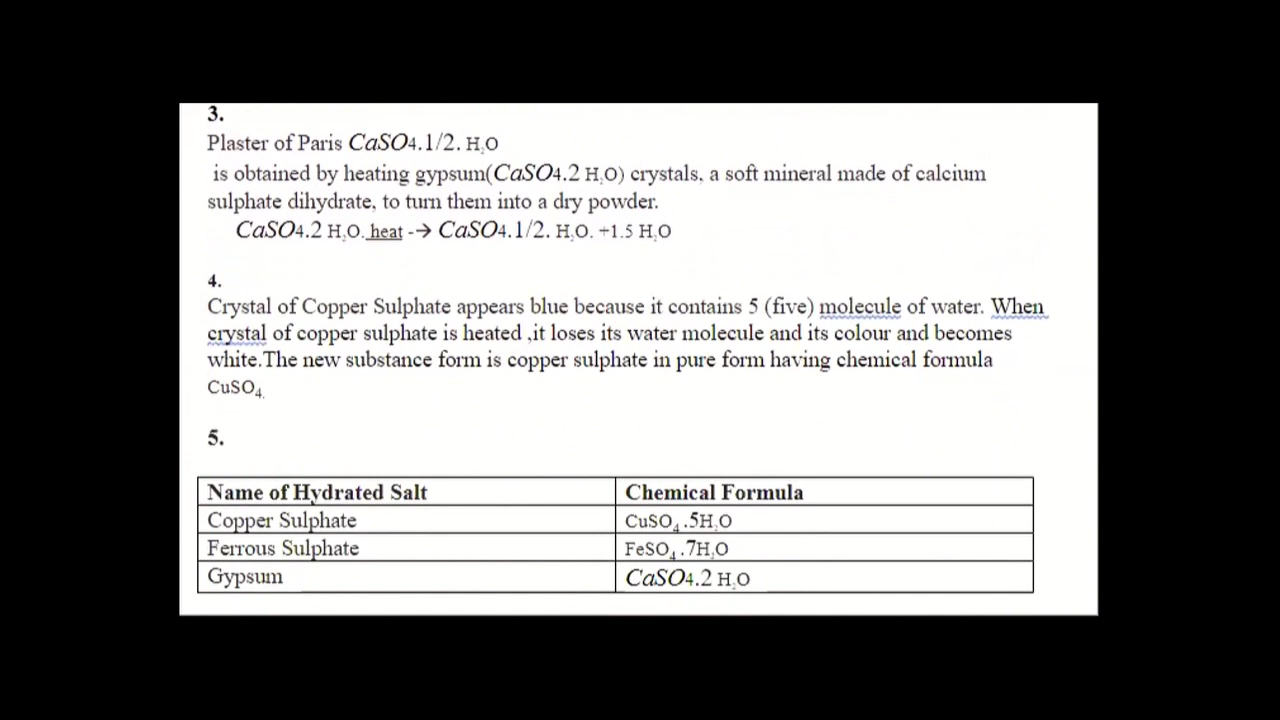 3.
Plaster of Paris CaSO4.1/2. H₂O
is obtained by heating gypsum(CaSO4.2 H₂O) crystals, a soft mineral made of calcium
sulphate dihydrate, to turn them into a dry powder.
CaSO4.2 H₂O. heat -→ CaSO4.1/2. H₂O. +1.5 H₂O
4.
Crystal of Copper Sulphate appears blue because it contains 5 (five) molecule of water. When
crystal of copper sulphate is heated ,it loses its water molecule and its colour and becomes
white.The new substance form is copper sulphate in pure form having chemical formula
CuSO₄.
5.
Name of Hydrated Salt Chemical Formula
Copper Sulphate CuSO₄.5H₂O
Ferrous Sulphate FeSO₄.7H₂O
Gypsum CaSO4.2 H₂O